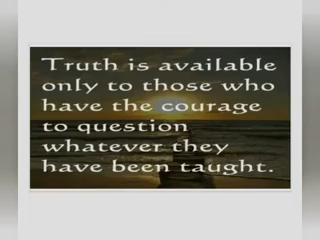 Truth is available
only to those who
have the courage
to question
whatever they
have been taught.